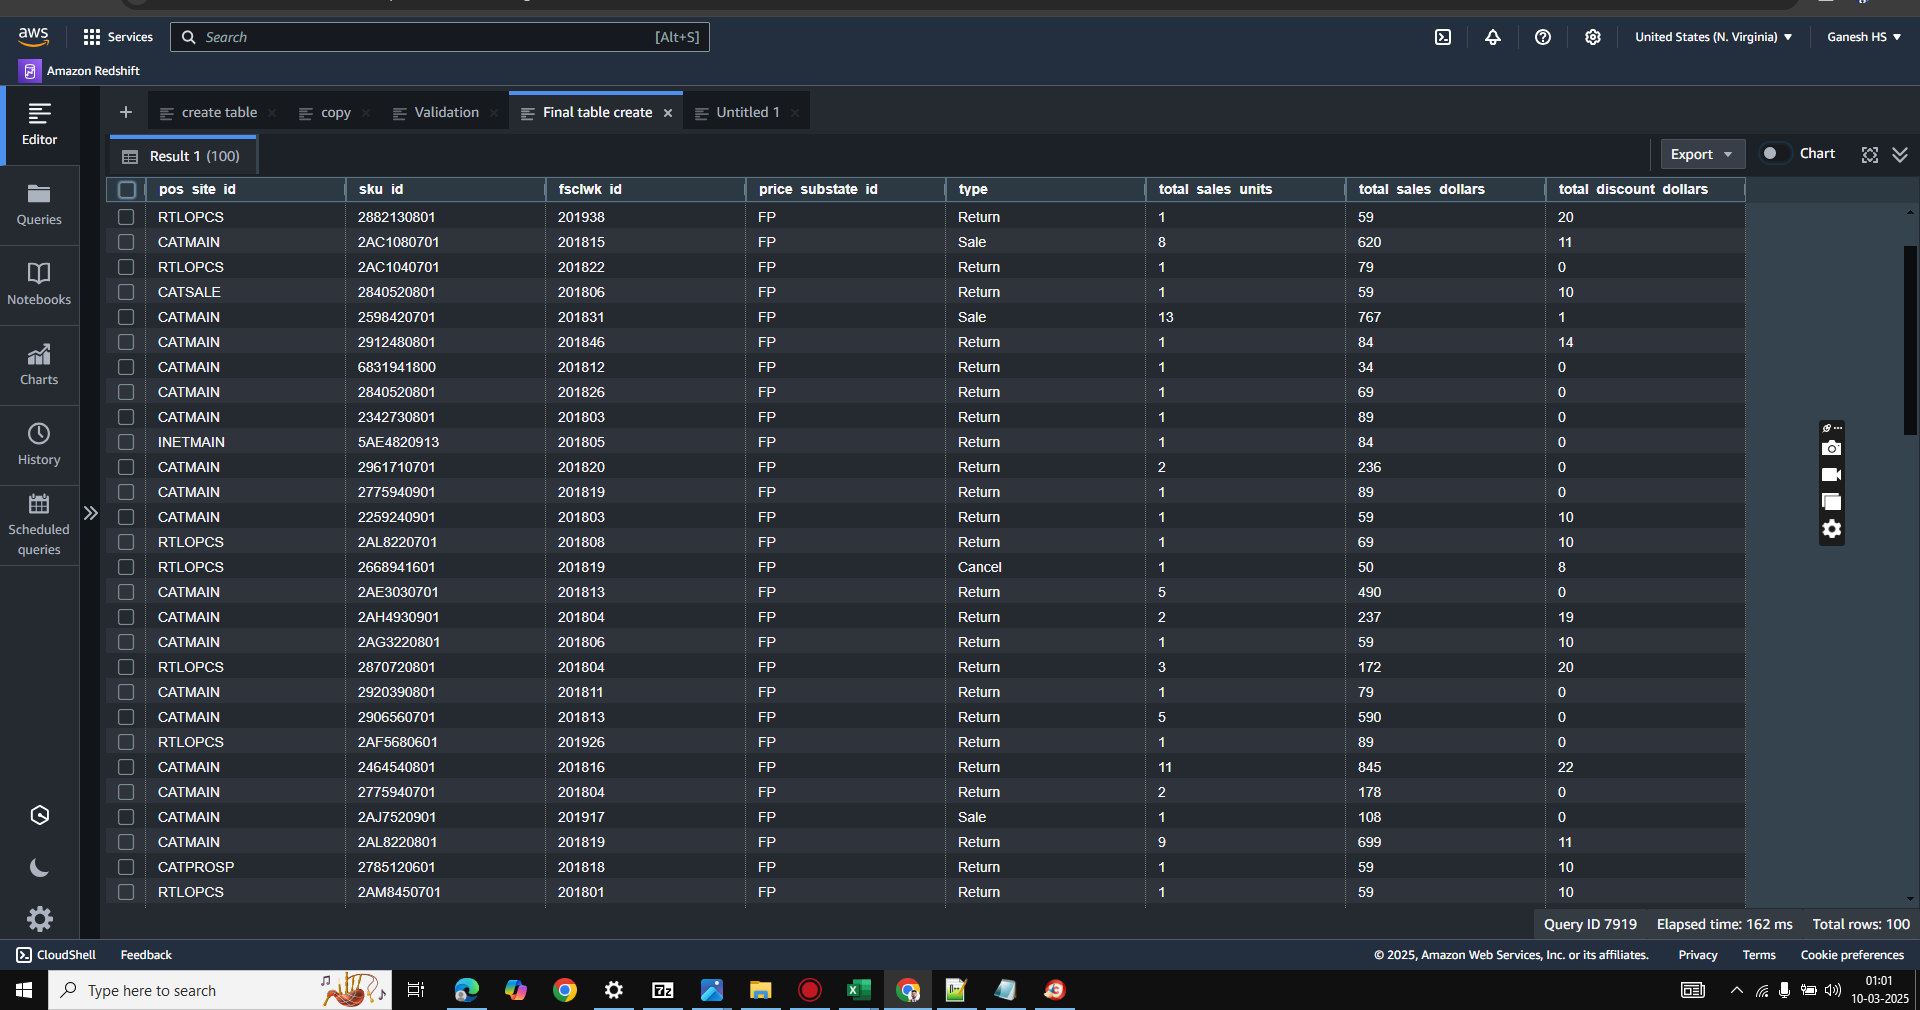 aws Services Search [Alt+S] United States (N. Virginia) Ganesh HS
Amazon Redshift
Editor
Queries
Notebooks
Charts
History
Scheduled
queries
+ create table copy Validation Final table create Untitled 1
Result 1 (100) Export Chart
pos_site_id sku_id fsclwk_id price_substate_id type total_sales_units total_sales_dollars total_discount_dollars
RTLOPCS 2882130801 201938 FP Return 1 59 20
CATMAIN 2AC1080701 201815 FP Sale 8 620 11
RTLOPCS 2AC1040701 201822 FP Return 1 79 0
CATSALE 2840520801 201806 FP Return 1 59 10
CATMAIN 2598420701 201831 FP Sale 13 767 1
CATMAIN 2912480801 201846 FP Return 1 84 14
CATMAIN 6831941800 201812 FP Return 1 34 0
CATMAIN 2840520801 201826 FP Return 1 69 0
CATMAIN 2342730801 201803 FP Return 1 89 0
INETMAIN 5AE4820913 201805 FP Return 1 84 0
CATMAIN 2961710701 201820 FP Return 2 236 0
CATMAIN 2775940901 201819 FP Return 1 89 0
CATMAIN 2259240901 201803 FP Return 1 59 10
RTLOPCS 2AL8220701 201808 FP Return 1 69 10
RTLOPCS 2668941601 201819 FP Cancel 1 50 8
CATMAIN 2AE3030701 201813 FP Return 5 490 0
CATMAIN 2AH4930901 201804 FP Return 2 237 19
CATMAIN 2AG3220801 201806 FP Return 1 59 10
RTLOPCS 2870720801 201804 FP Return 3 172 20
CATMAIN 2920390801 201811 FP Return 1 79 0
CATMAIN 2906560701 201813 FP Return 5 590 0
RTLOPCS 2AF5680601 201926 FP Return 1 89 0
CATMAIN 2464540801 201816 FP Return 11 845 22
CATMAIN 2775940701 201804 FP Return 2 178 0
CATMAIN 2AJ7520901 201917 FP Sale 1 108 0
CATMAIN 2AL8220801 201819 FP Return 9 699 11
CATPROSP 2785120601 201818 FP Return 1 59 10
RTLOPCS 2AM8450701 201801 FP Return 1 59 10
Query ID 7919 Elapsed time: 162 ms Total rows: 100
CloudShell Feedback © 2025, Amazon Web Services, Inc. or its affiliates. Privacy Terms Cookie preferences
Type here to search
01:01
10-03-2025